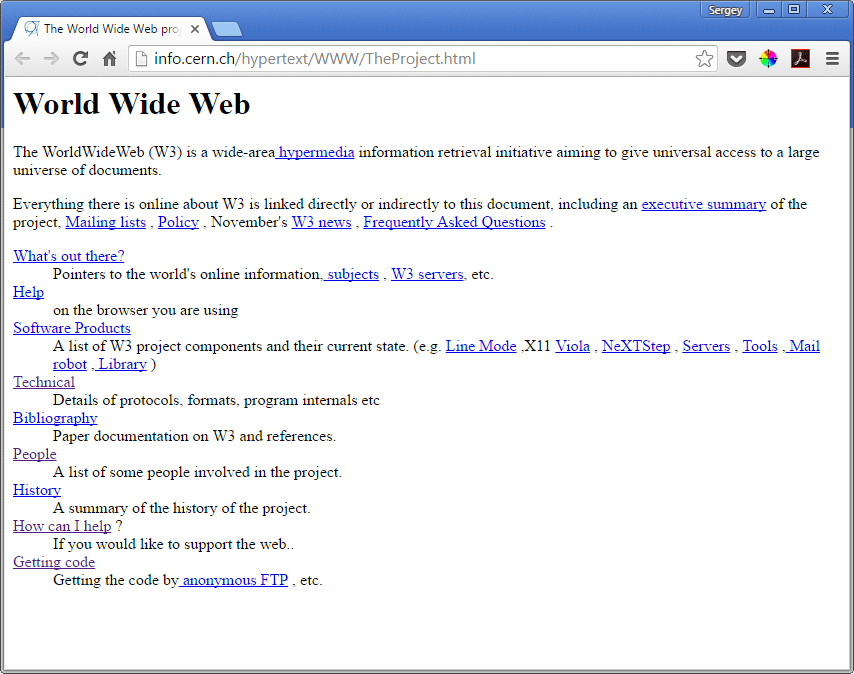 Sergey
The World Wide Web pro
info.cern.ch/hypertext/WWW/TheProject.html
World Wide Web
The WorldWideWeb (W3) is a wide-area hypermedia information retrieval initiative aiming to give universal access to a large
universe of documents.
Everything there is online about W3 is linked directly or indirectly to this document, including an executive summary of the
project, Mailing lists , Policy , November's W3 news , Frequently Asked Questions .
What's out there?
Pointers to the world's online information, subjects , W3 servers, etc.
Help
on the browser you are using
Software Products
A list of W3 project components and their current state. (e.g. Line Mode ,X11 Viola , NeXTStep , Servers , Tools , Mail
robot , Library )
Technical
Details of protocols, formats, program internals etc
Bibliography
Paper documentation on W3 and references.
People
A list of some people involved in the project.
History
A summary of the history of the project.
How can I help ?
If you would like to support the web..
Getting code
Getting the code by anonymous FTP , etc.